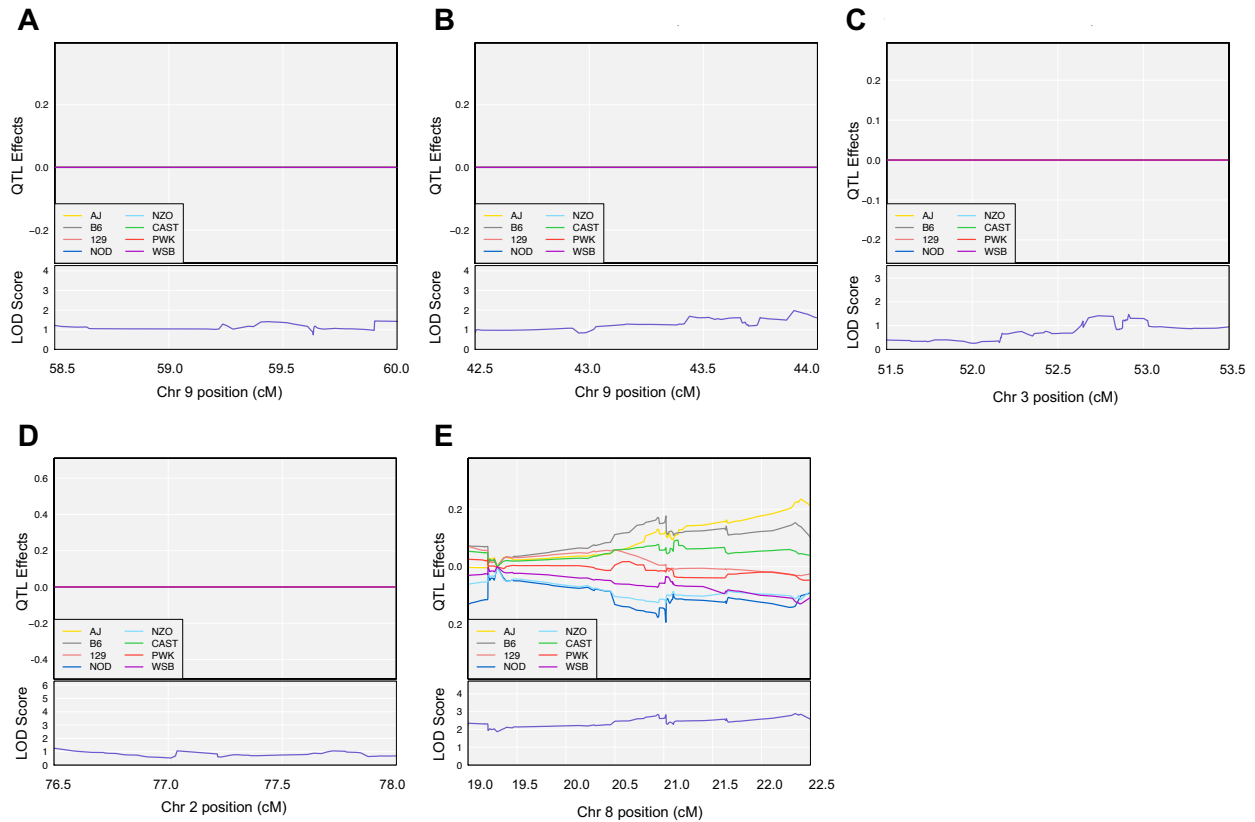 A
QTL Effects
0.2
0.0
−0.2
AJ NZO
B6 CAST
129 PWK
NOD WSB
LOD Score
4
3
2
1
0
58.5 59.0 59.5 60.0
Chr 9 position (cM)
B
QTL Effects
0.2
0.0
−0.2
AJ NZO
B6 CAST
129 PWK
NOD WSB
LOD Score
4
3
2
1
0
42.5 43.0 43.5 44.0
Chr 9 position (cM)
C
QTL Effects
0.2
0.1
0.0
−0.1
−0.2
AJ NZO
B6 CAST
129 PWK
NOD WSB
LOD Score
3
2
1
0
51.5 52.0 52.5 53.0 53.5
Chr 3 position (cM)
D
QTL Effects
0.6
0.4
0.2
0.0
−0.2
−0.4
AJ NZO
B6 CAST
129 PWK
NOD WSB
LOD Score
6
5
4
3
2
1
0
76.5 77.0 77.5 78.0
Chr 2 position (cM)
E
QTL Effects
0.2
0.0
0.2
AJ NZO
B6 CAST
129 PWK
NOD WSB
LOD Score
4
3
2
1
0
19.0 19.5 20.0 20.5 21.0 21.5 22.0 22.5
Chr 8 position (cM)